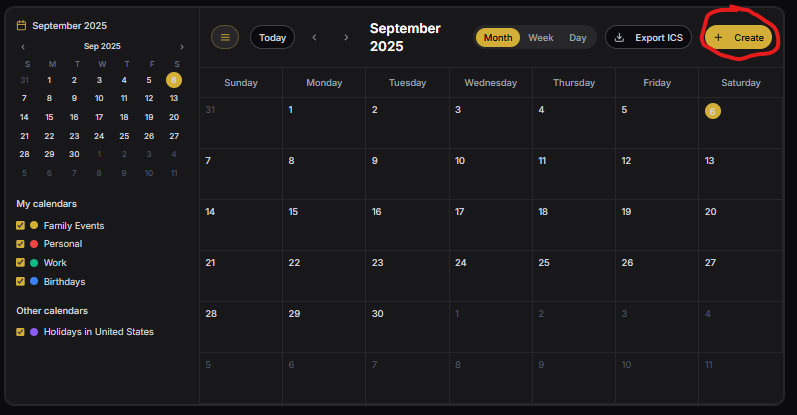 September 2025
Sep 2025
S M T W T F S
31 1 2 3 4 5 6
7 8 9 10 11 12 13
14 15 16 17 18 19 20
21 22 23 24 25 26 27
28 29 30 1 2 3 4
5 6 7 8 9 10 11
My calendars
Family Events
Personal
Work
Birthdays
Other calendars
Holidays in United States
Today
September
2025
Month Week Day
Export ICS
+ Create
Sunday Monday Tuesday Wednesday Thursday Friday Saturday
31 1 2 3 4 5 6
7 8 9 10 11 12 13
14 15 16 17 18 19 20
21 22 23 24 25 26 27
28 29 30 1 2 3 4
5 6 7 8 9 10 11